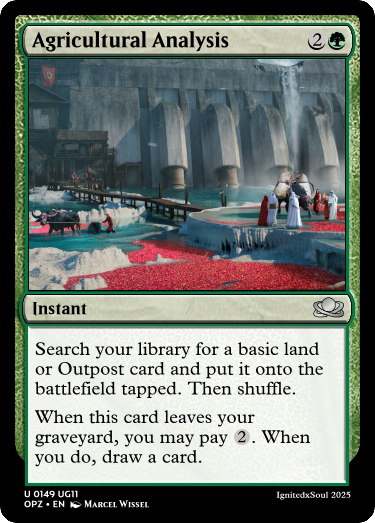 Agricultural Analysis 2
Instant
Search your library for a basic land
or Outpost card and put it onto the
battlefield tapped. Then shuffle.
When this card leaves your
graveyard, you may pay 2. When
you do, draw a card.
U 0149 UG11
OPZ • EN Marcel Wissel
IgnitedxSoul 2025